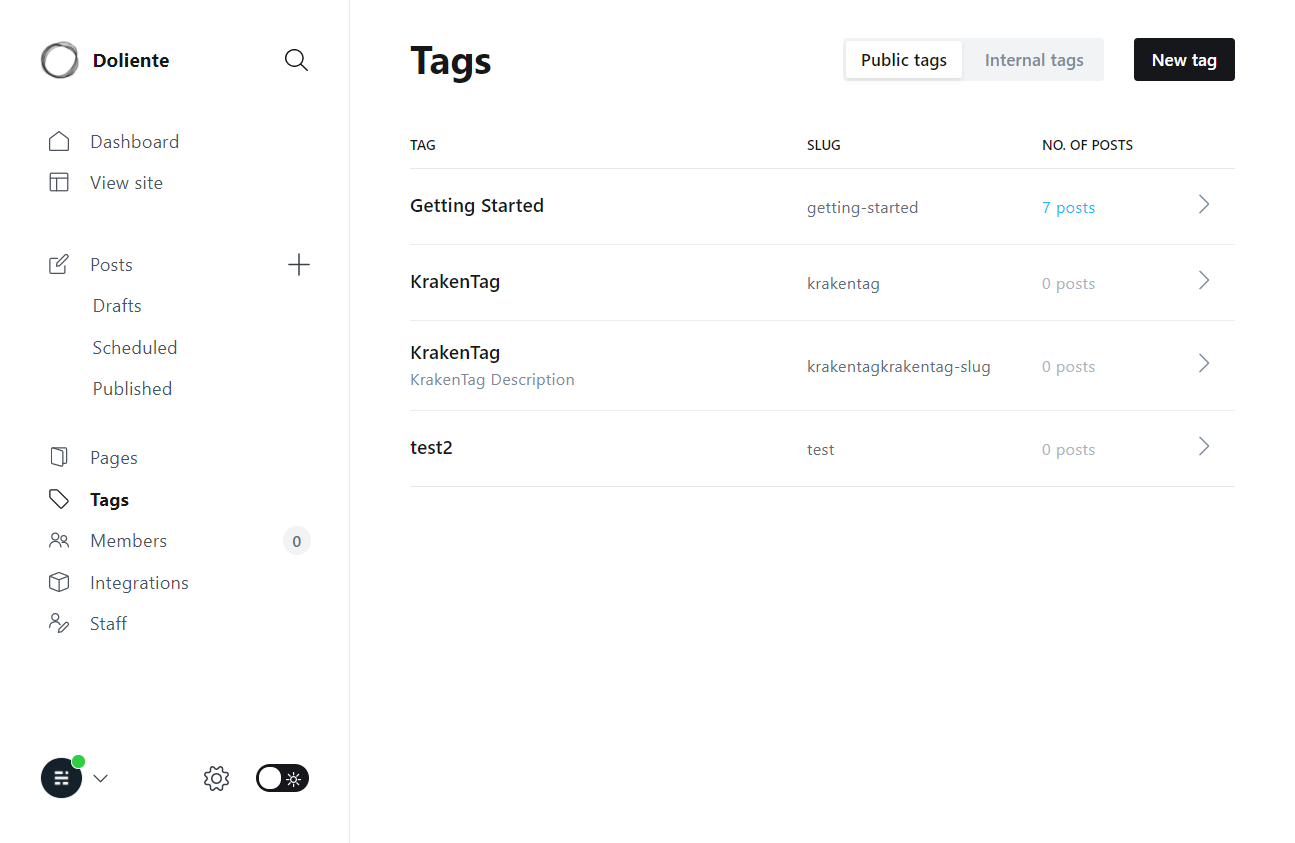 Doliente
Dashboard
View site
Posts
Drafts
Scheduled
Published
Pages
Tags
Members 0
Integrations
Staff
Tags
Public tags Internal tags New tag
TAG SLUG NO. OF POSTS
Getting Started getting-started 7 posts
KrakenTag krakentag 0 posts
KrakenTag
KrakenTag Description krakentagkrakentag-slug 0 posts
test2 test 0 posts